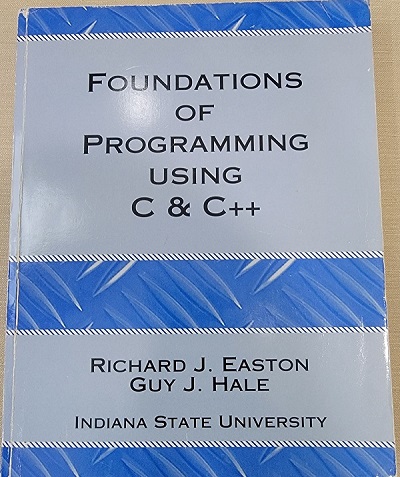 FOUNDATIONS
OF
PROGRAMMING
USING
C & C++
RICHARD J. EASTON
GUY J. HALE
INDIANA STATE UNIVERSITY